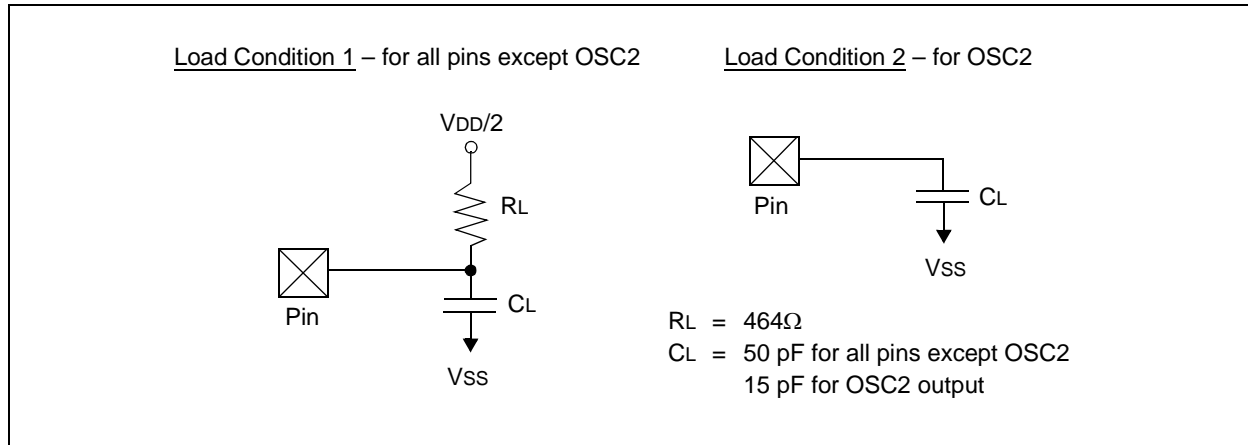 Load Condition 1 – for all pins except OSC2
Load Condition 2 – for OSC2
VDD/2
RL
Pin
CL
VSS
Pin
CL
VSS
RL = 464Ω
CL = 50 pF for all pins except OSC2
15 pF for OSC2 output